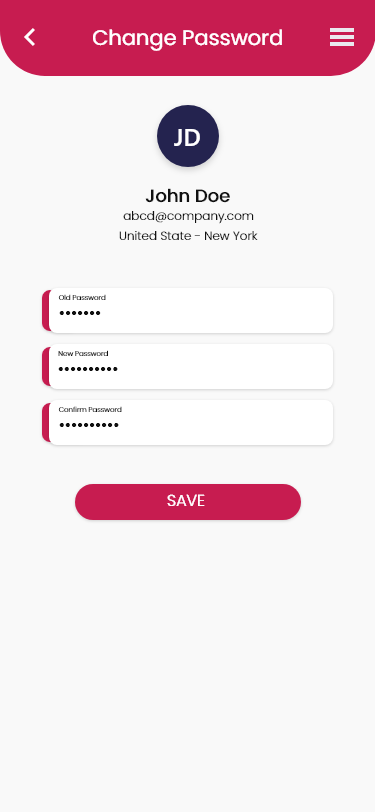 Change Password
JD
John Doe
abcd@company.com
United State - New York
Old Password
•••••••
New Password
••••••••••
Confirm Password
••••••••••
SAVE